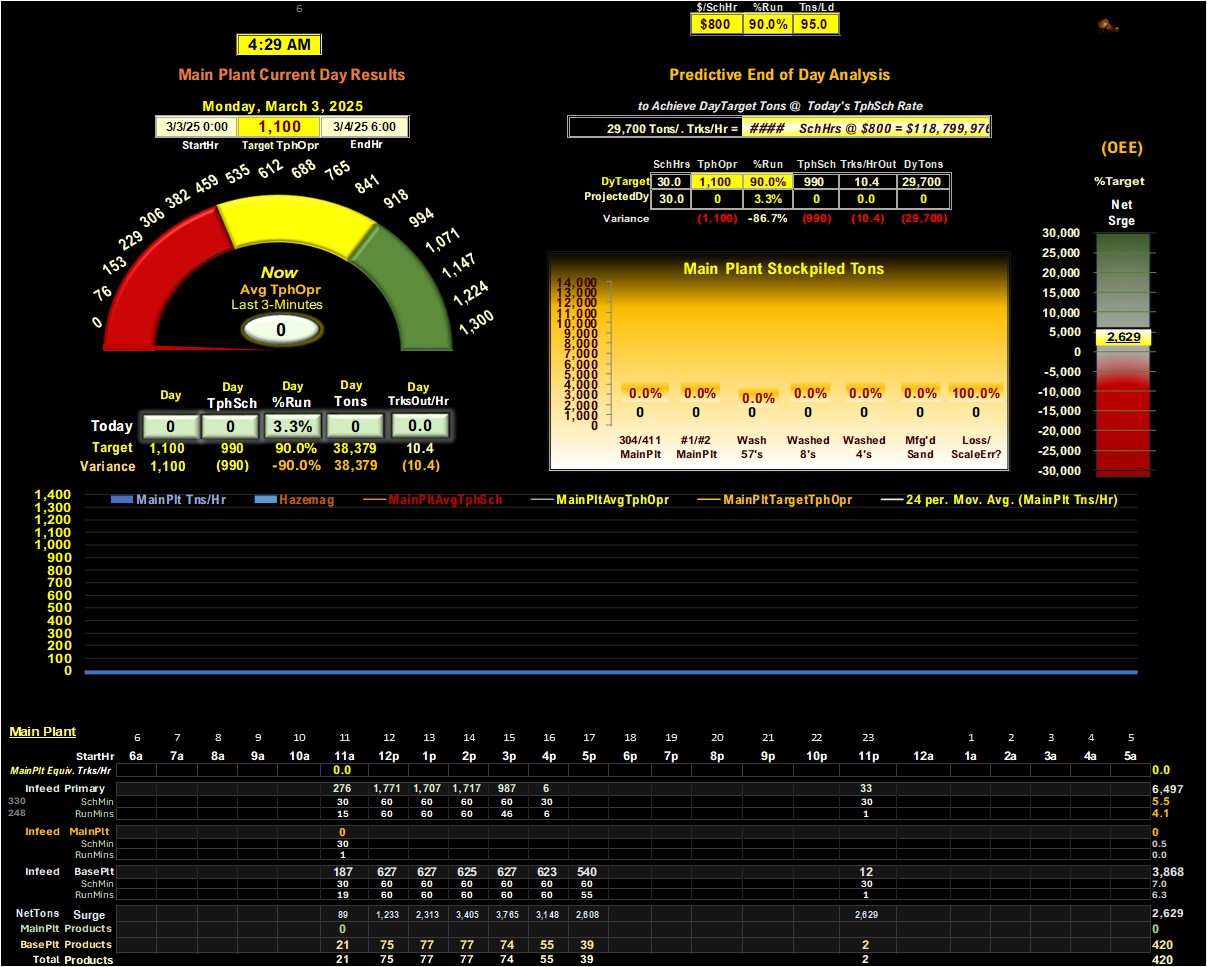 6
$/SchHr %Run Tns/Ld
$800 90.0% 95.0
4:29 AM
Main Plant Current Day Results
Predictive End of Day Analysis
Monday, March 3, 2025
to Achieve DayTarget Tons @ Today's TphSch Rate
3/3/25 0:00 1,100 3/4/25 6:00
StartHr Target TphOpr EndHr
29,700 Tons/. Trks/Hr = #### SchHrs @ $800 = $118,799,976
(OEE)
%Target
Net
Srge
SchHrs TphOpr %Run TphSch Trks/HrOut DyTons
DyTarget 30.0 1,100 90.0% 990 10.4 29,700
ProjectedDy 30.0 0 3.3% 0 0.0 0
Variance (1,100) -86.7% (990) (10.4) (29,700)
0 76 153 229 306 382 459 535 612 688 765 841 918 994 1,071 1,147 1,224 1,300
Now
Avg TphOpr
Last 3-Minutes
0
Main Plant Stockpiled Tons
14,000
13,000
12,000
11,000
10,000
9,000
8,000
7,000
6,000
5,000
4,000
3,000
2,000
1,000
0
0.0% 0.0% 0.0% 0.0% 0.0% 0.0% 100.0%
0 0 0 0 0 0 0
304/411 #1/#2 Wash Washed Washed Mfg'd Loss/
MainPlt MainPlt 57's 8's 4's Sand ScaleErr?
30,000
25,000
20,000
15,000
10,000
5,000
2,629
0
-5,000
-10,000
-15,000
-20,000
-25,000
-30,000
Day Day Day Day Day
TphSch %Run Tons TrksOut/Hr
Today 0 0 3.3% 0 0.0
Target 1,100 990 90.0% 38,379 10.4
Variance 1,100 (990) -90.0% 38,379 (10.4)
MainPlt Tns/Hr Hazemag MainPltAvgTphSch MainPltAvgTphOpr MainPltTargetTphOpr 24 per. Mov. Avg. (MainPlt Tns/Hr)
1,400
1,300
1,200
1,100
1,000
900
800
700
600
500
400
300
200
100
0
Main Plant
6 7 8 9 10 11 12 13 14 15 16 17 18 19 20 21 22 23 1 2 3 4 5
StartHr 6a 7a 8a 9a 10a 11a 12p 1p 2p 3p 4p 5p 6p 7p 8p 9p 10p 11p 12a 1a 2a 3a 4a 5a
MainPlt Equiv. Trks/Hr 0.0 0.0
Infeed Primary 276 1,771 1,707 1,717 987 6 33 6,497
330 SchMin 30 60 60 60 60 30 30 5.5
248 RunMins 15 60 60 60 46 6 1 4.1
Infeed MainPlt 0 0
SchMin 30 0.5
RunMins 1 0.0
Infeed BasePlt 187 627 627 625 627 623 540 12 3,868
SchMin 30 60 60 60 60 60 60 30 7.0
RunMins 19 60 60 60 60 60 55 1 6.3
NetTons Surge 89 1,233 2,313 3,405 3,765 3,148 2,608 2,629 2,629
MainPlt Products 0 0
BasePlt Products 21 75 77 77 74 55 39 2 420
Total Products 21 75 77 77 74 55 39 2 420